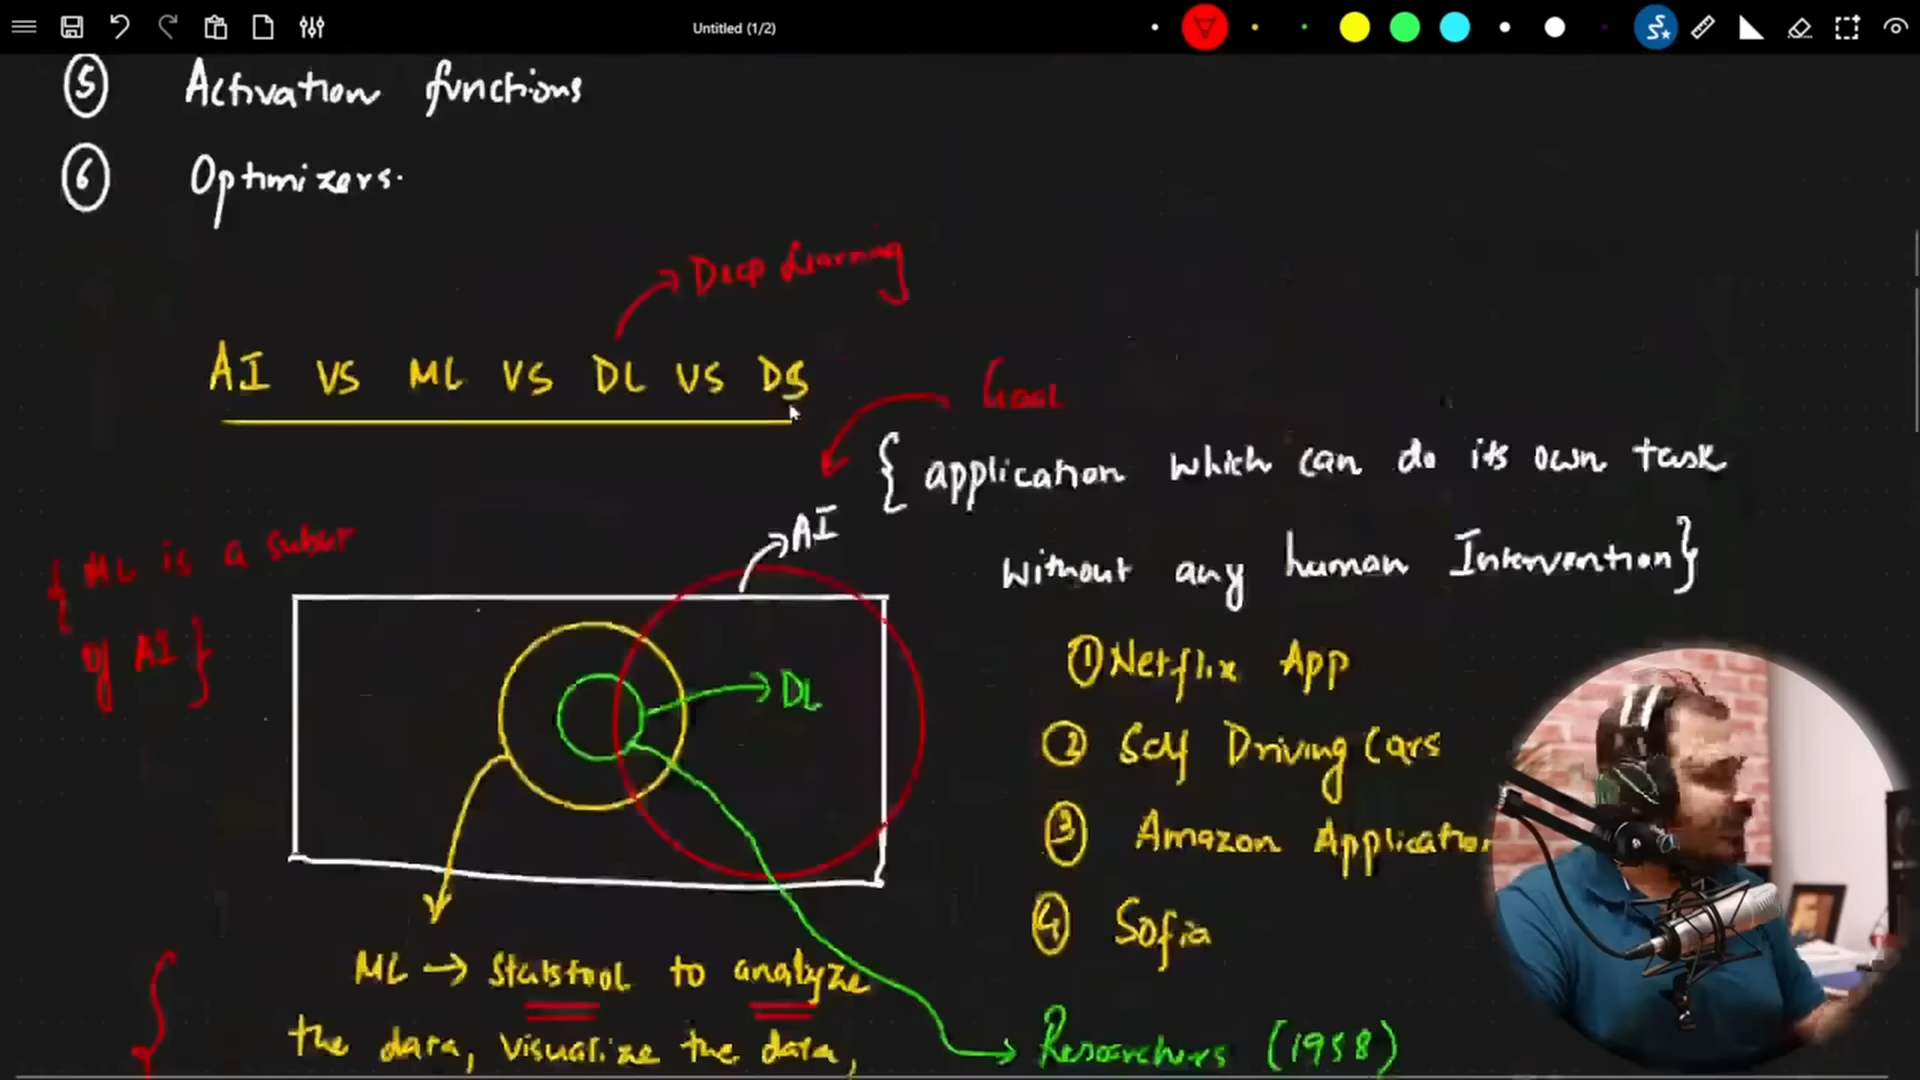 Untitled (1/2)
5 Activation functions
6 Optimizers.
Deep Learning
AI VS ML VS DL VS DS
Goal
{ application which can do its own task
without any human Intervention}
AI
{ ML is a subset
of AI }
DL
① Netflix App
② Self Driving Cars
③ Amazon Application
④ Sofia
ML → Stats tool to analyze
the data, visualize the data,
Researchers (1958)